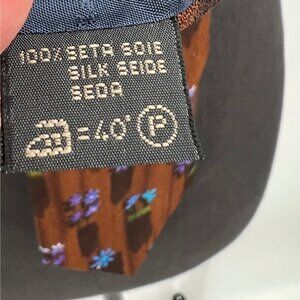 100% SETA SOIE
SILK SEIDE
SEDA
=40° P